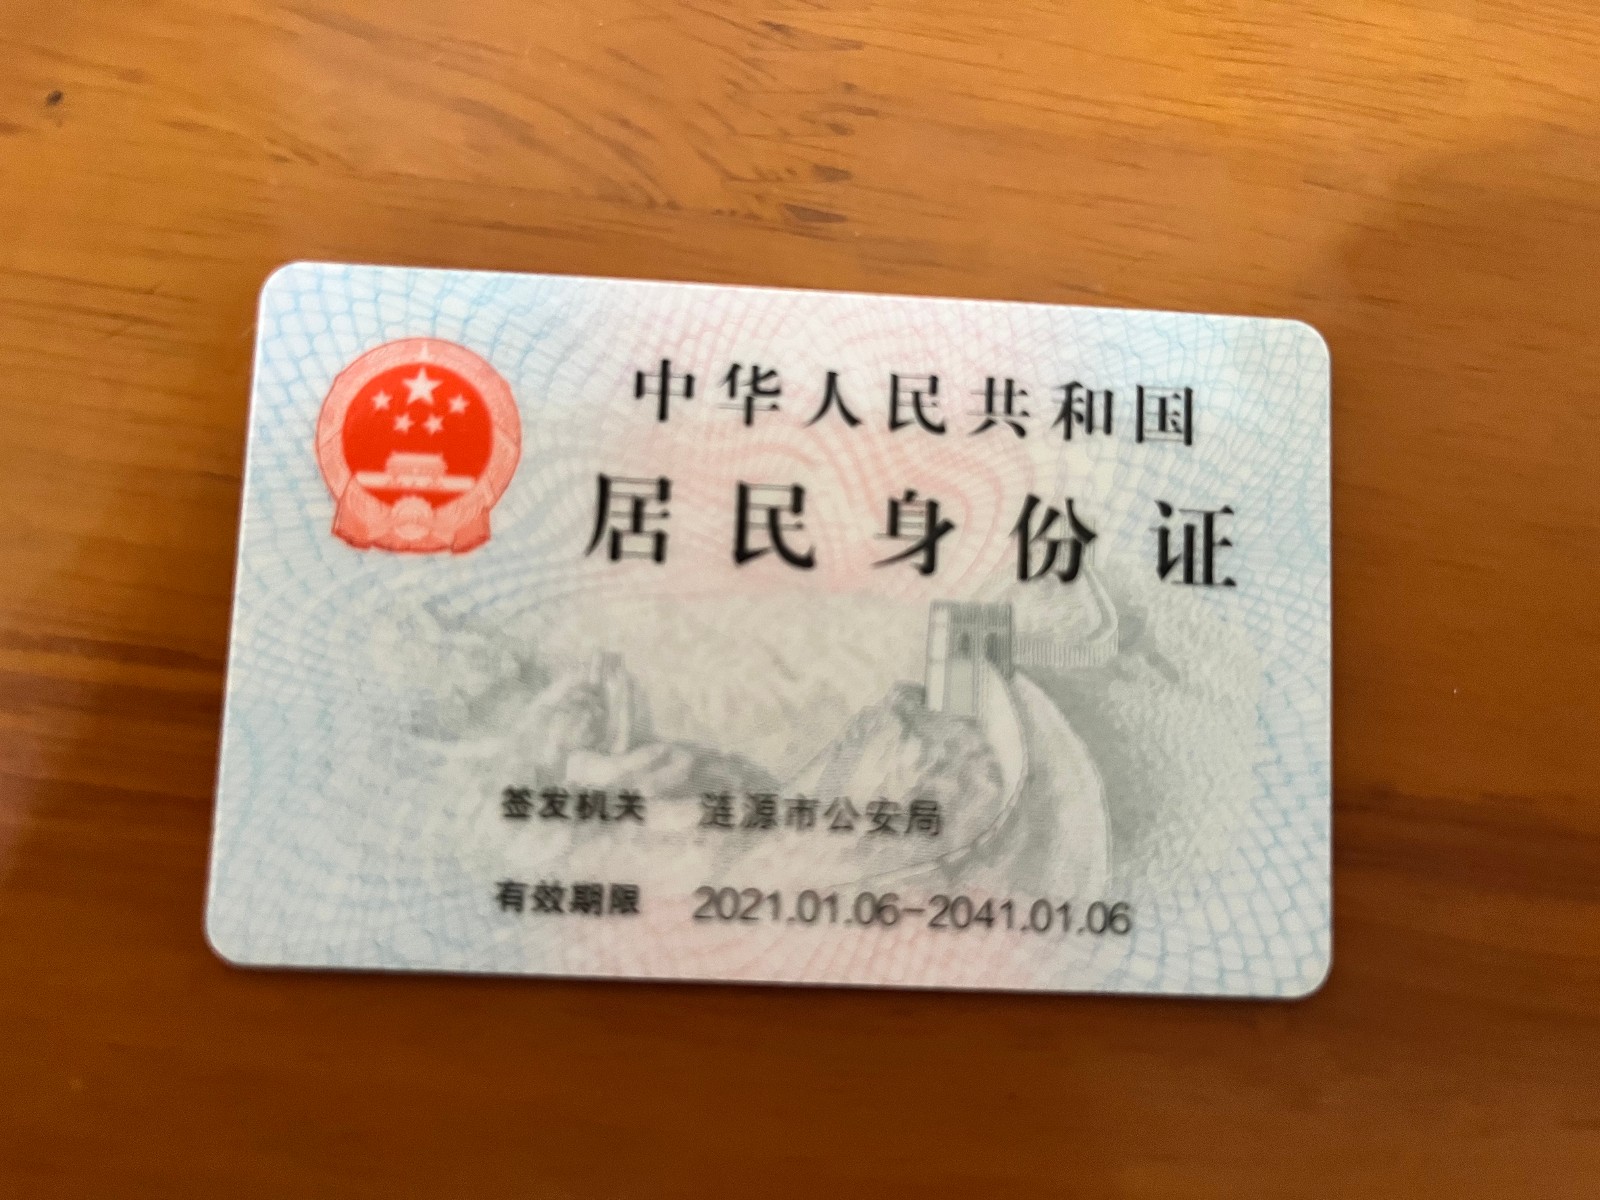 中华人民共和国
居民身份证
签发机关 涟源市公安局
有效期限 2021.01.06-2041.01.06